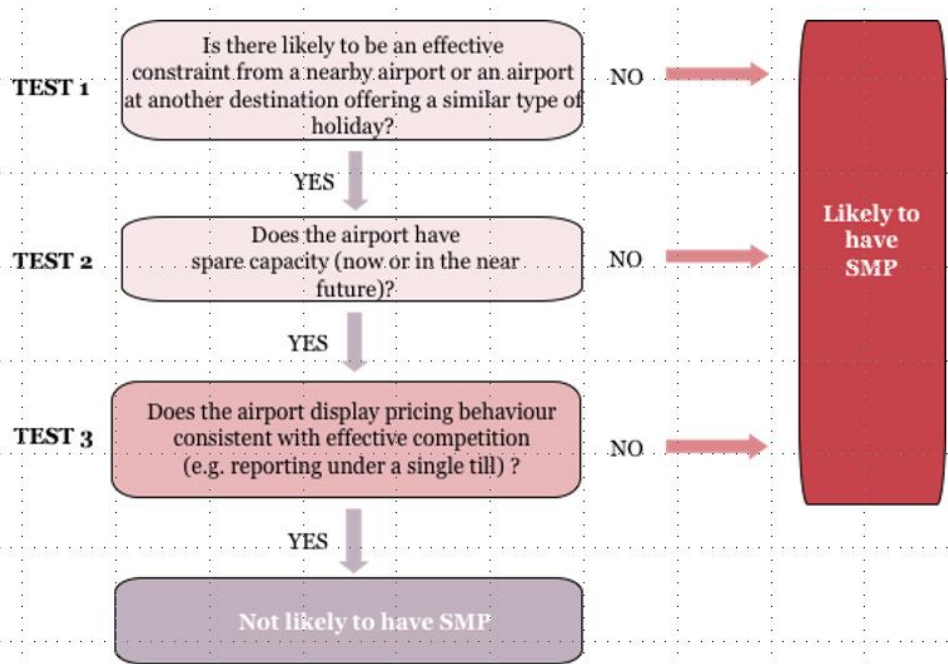 Is there likely to be an effective
constraint from a nearby airport or an airport
at another destination offering a similar type of
holiday?
TEST 1
NO
YES
Likely to
have
SMP
Does the airport have
spare capacity (now or in the near
future)?
TEST 2
NO
YES
Does the airport display pricing behaviour
consistent with effective competition
(e.g. reporting under a single till) ?
TEST 3
NO
YES
Not likely to have SMP